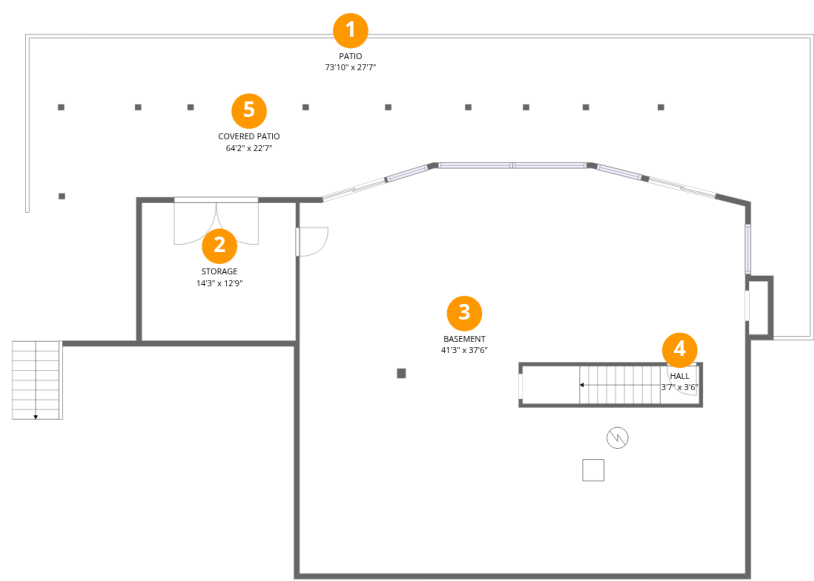 1
PATIO
73'10" x 27'7"
5
COVERED PATIO
64'2" x 22'7"
2
STORAGE
14'3" x 12'9"
3
BASEMENT
41'3" x 37'6"
4
HALL
3'7" x 3'6"